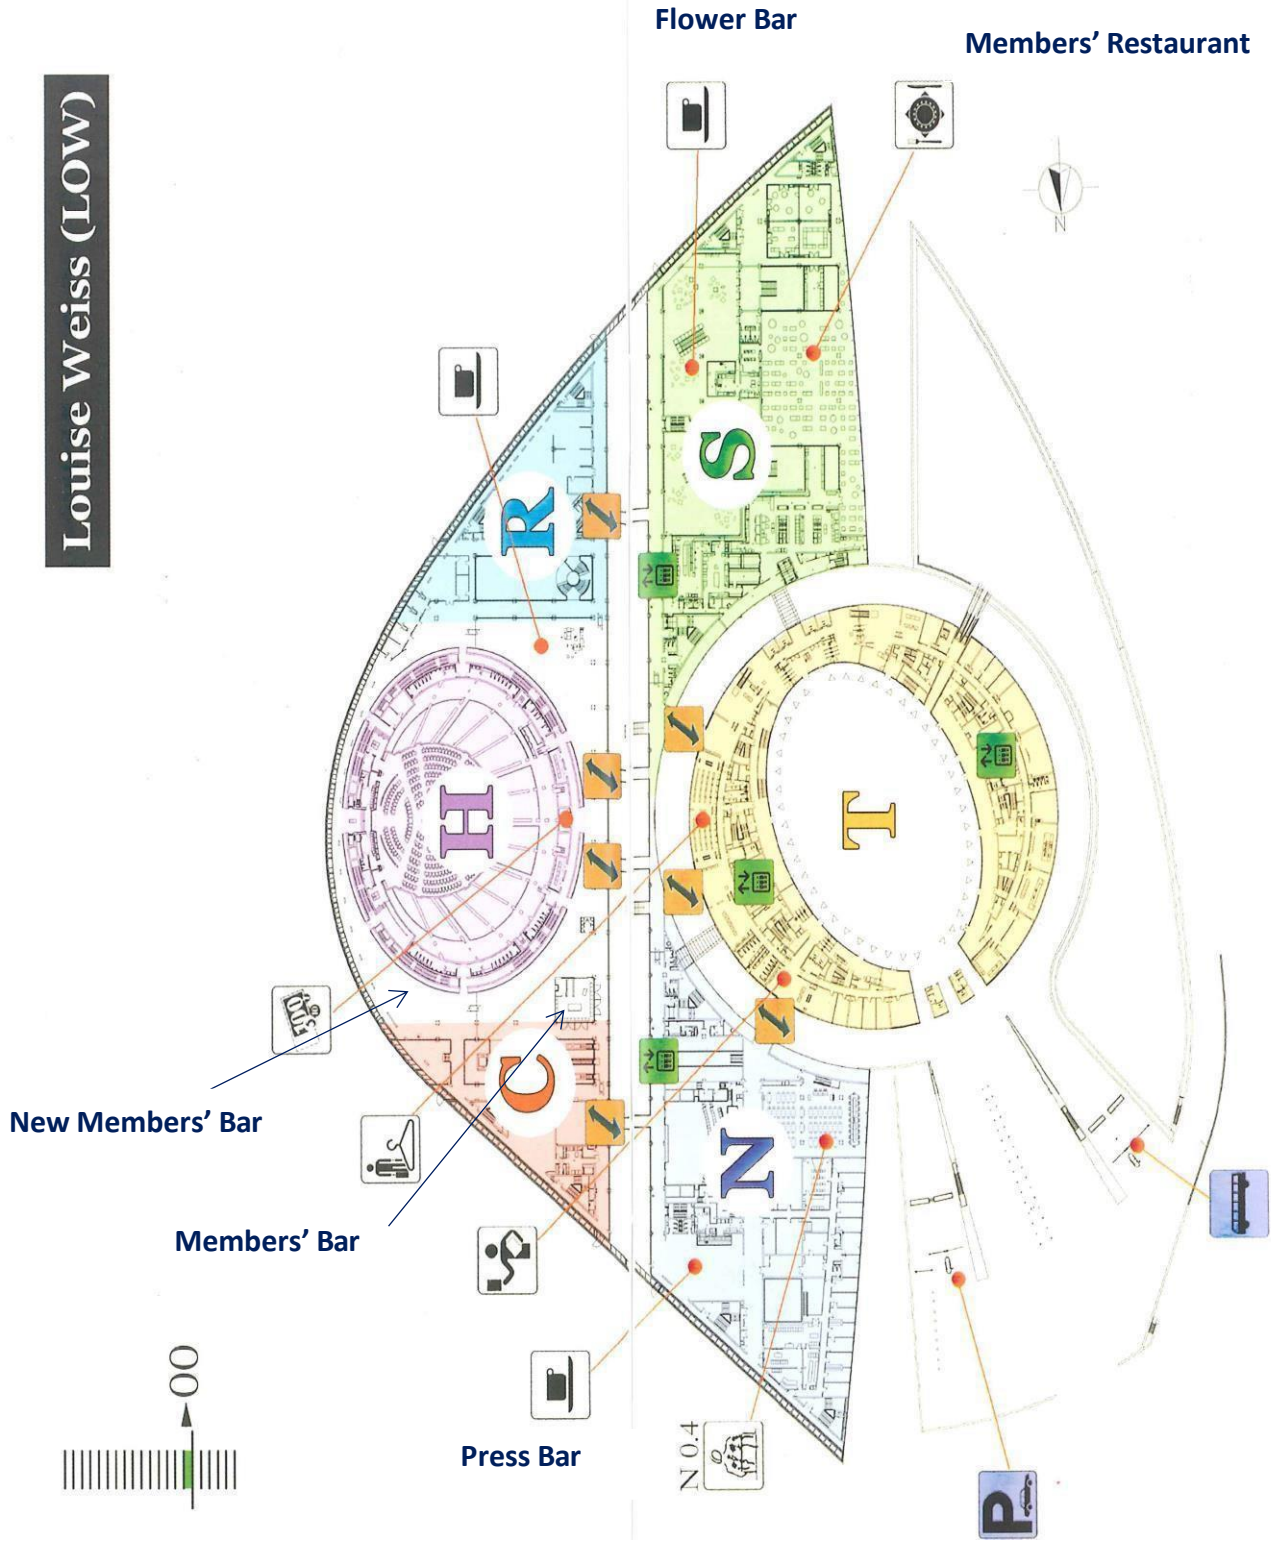 Flower Bar
Members’ Restaurant
Louise Weiss (LOW)
N
R
S
H
T
C
N
New Members’ Bar
Members’ Bar
Press Bar
00
N 0.4
P